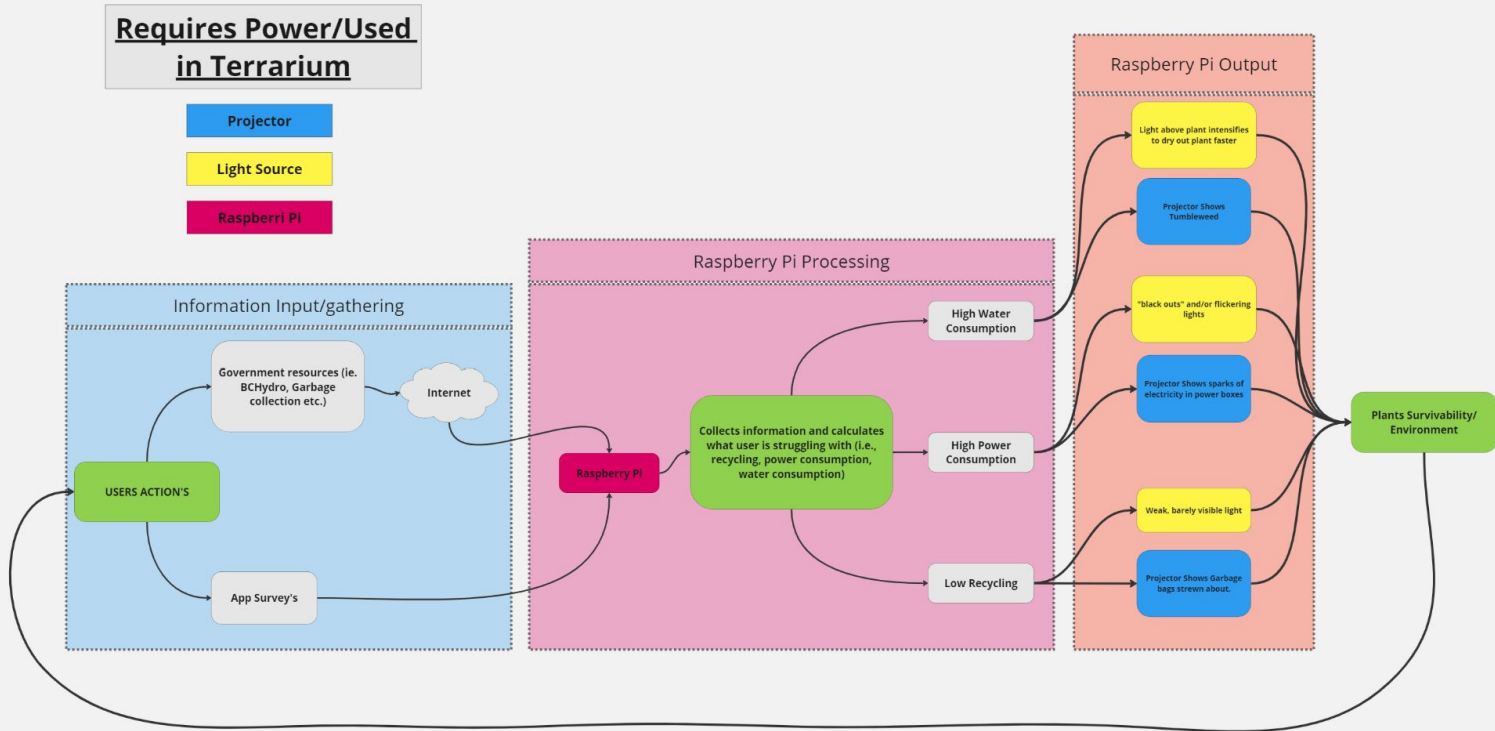 Requires Power/Used
in Terrarium
Projector
Light Source
Raspberri Pi
Information Input/gathering
Government resources (ie.
BCHydro, Garbage
collection etc.)
Internet
USERS ACTION'S
App Survey's
Raspberry Pi Processing
Raspberry Pi
Collects information and calculates
what user is struggling with (i.e.,
recycling, power consumption,
water consumption)
High Water
Consumption
High Power
Consumption
Low Recycling
Raspberry Pi Output
Light above plant intensifies
to dry out plant faster
Projector Shows
Tumbleweed
"black outs" and/or flickering
lights
Projector Shows sparks of
electricity in power boxes
Weak, barely visible light
Projector Shows Garbage
bags strewn about.
Plants Survivability/
Environment